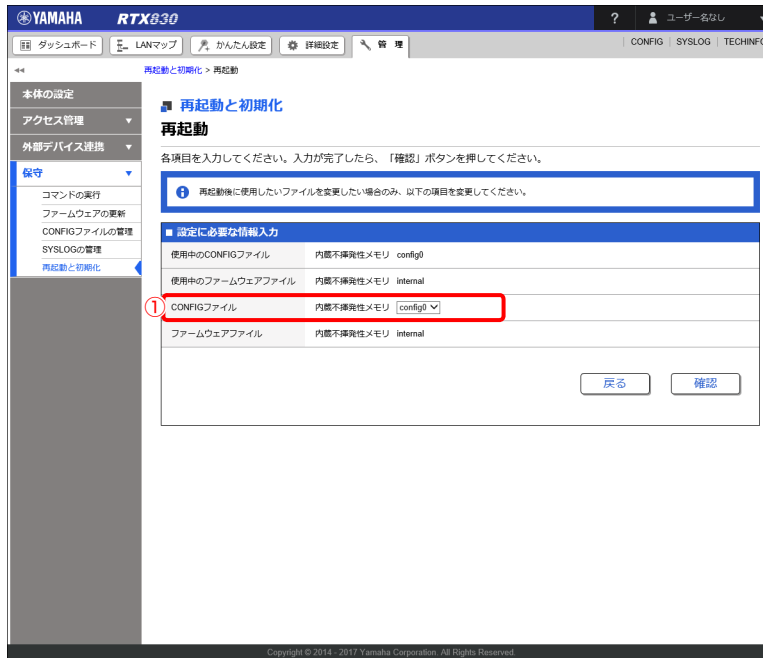 YAMAHA RTX830 ? ユーザー名なし
ダッシュボード LANマップ かんたん設定 詳細設定 管理 CONFIG SYSLOG TECHINFO
再起動と初期化 > 再起動
本体の設定
アクセス管理
外部デバイス連携
保守
コマンドの実行
ファームウェアの更新
CONFIGファイルの管理
SYSLOGの管理
再起動と初期化
再起動と初期化
再起動
各項目を入力してください。入力が完了したら、「確認」ボタンを押してください。
再起動後に使用したいファイルを変更したい場合のみ、以下の項目を変更してください。
■ 設定に必要な情報入力
使用中のCONFIGファイル 内蔵不揮発性メモリ config0
使用中のファームウェアファイル 内蔵不揮発性メモリ internal
① CONFIGファイル 内蔵不揮発性メモリ config0
ファームウェアファイル 内蔵不揮発性メモリ internal
戻る 確認
Copyright © 2014 - 2017 Yamaha Corporation. All Rights Reserved.